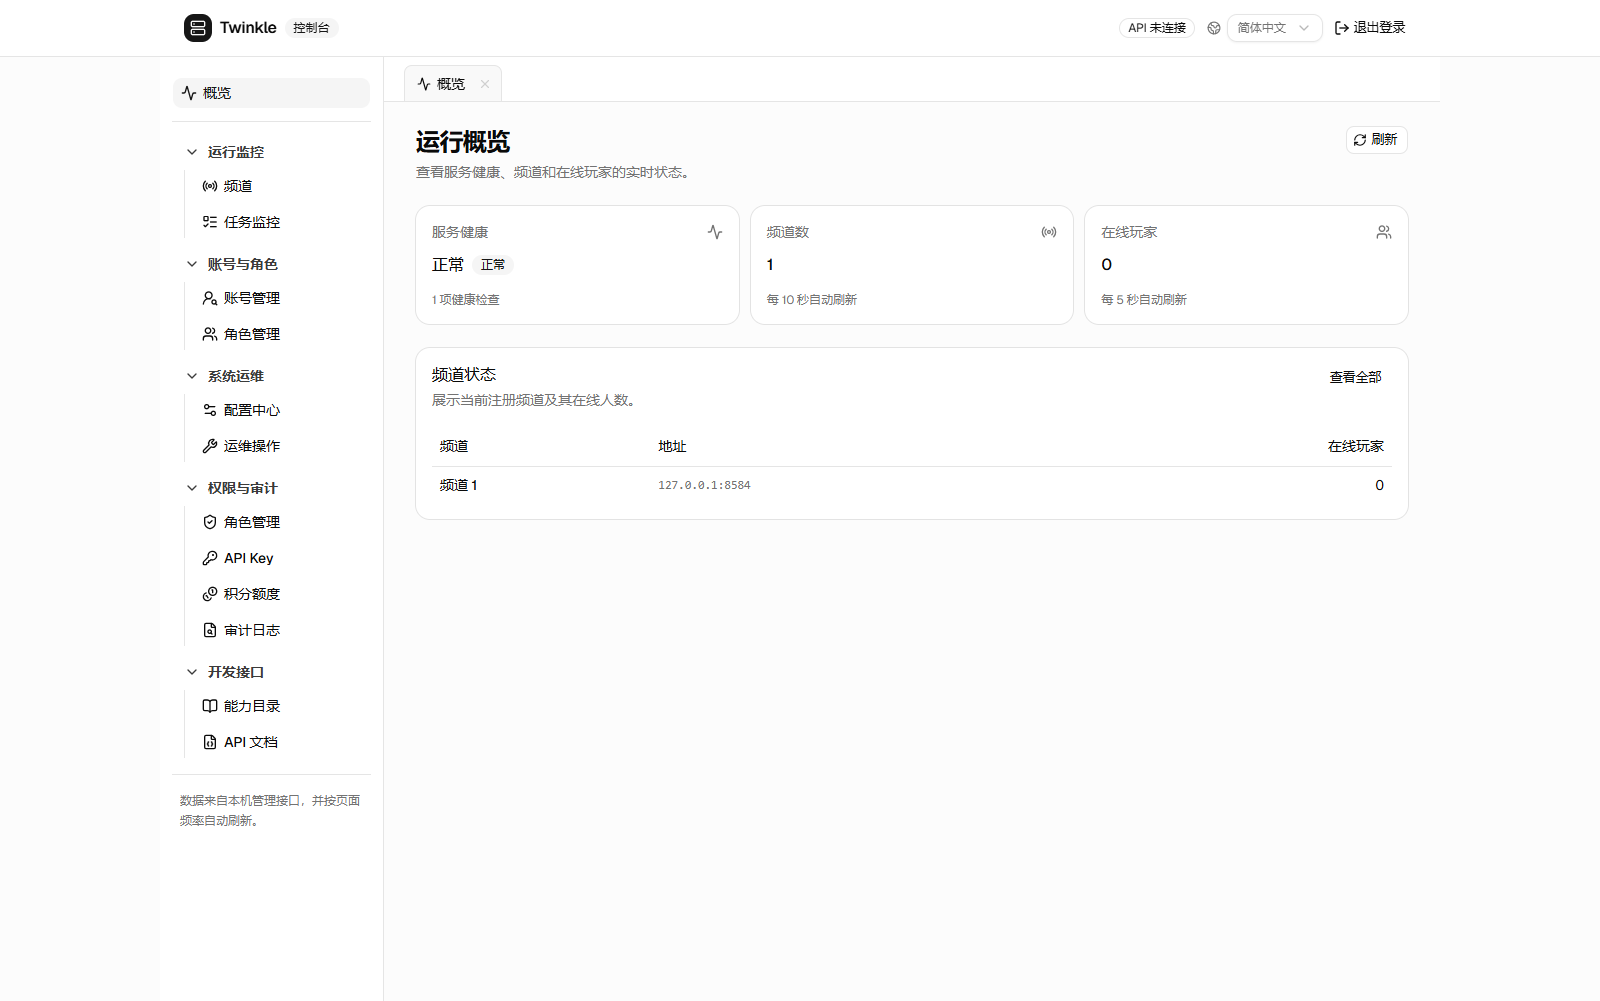 Twinkle 控制台
API 未连接 简体中文 退出登录
概览
运行监控
频道
任务监控
账号与角色
账号管理
角色管理
系统运维
配置中心
运维操作
权限与审计
角色管理
API Key
积分额度
审计日志
开发接口
能力目录
API 文档
数据来自本机管理接口，并按页面
频率自动刷新。
概览
运行概览
刷新
查看服务健康、频道和在线玩家的实时状态。
服务健康
正常 正常
1 项健康检查
频道数
1
每 10 秒自动刷新
在线玩家
0
每 5 秒自动刷新
频道状态
查看全部
展示当前注册频道及其在线人数。
频道 地址 在线玩家
频道 1 127.0.0.1:8584 0